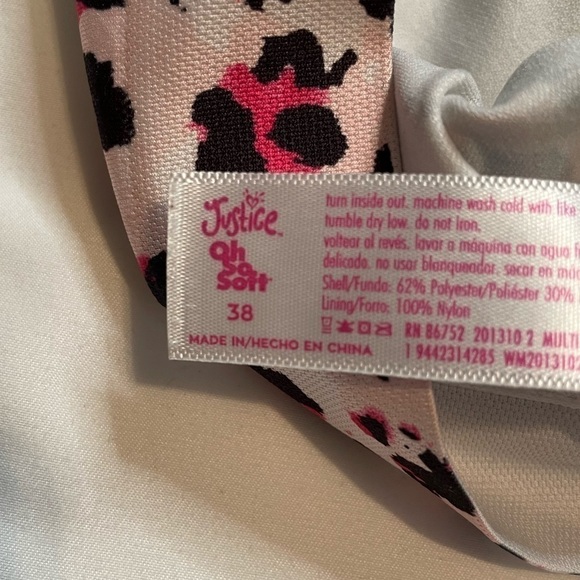 Justice™
Oh
So
Soft
38
MADE IN/HECHO EN CHINA
turn inside out. machine wash cold with like
tumble dry low. do not iron.
voltear al revés. lavar a máquina con agua
delicado. no usar blanqueador. secar en
Shell/Funda: 62% Polyester/Poliéster 30%
Lining/Forro: 100% Nylon
RN 86752 201310 2 MULTI
1 9442314285 WM2013102